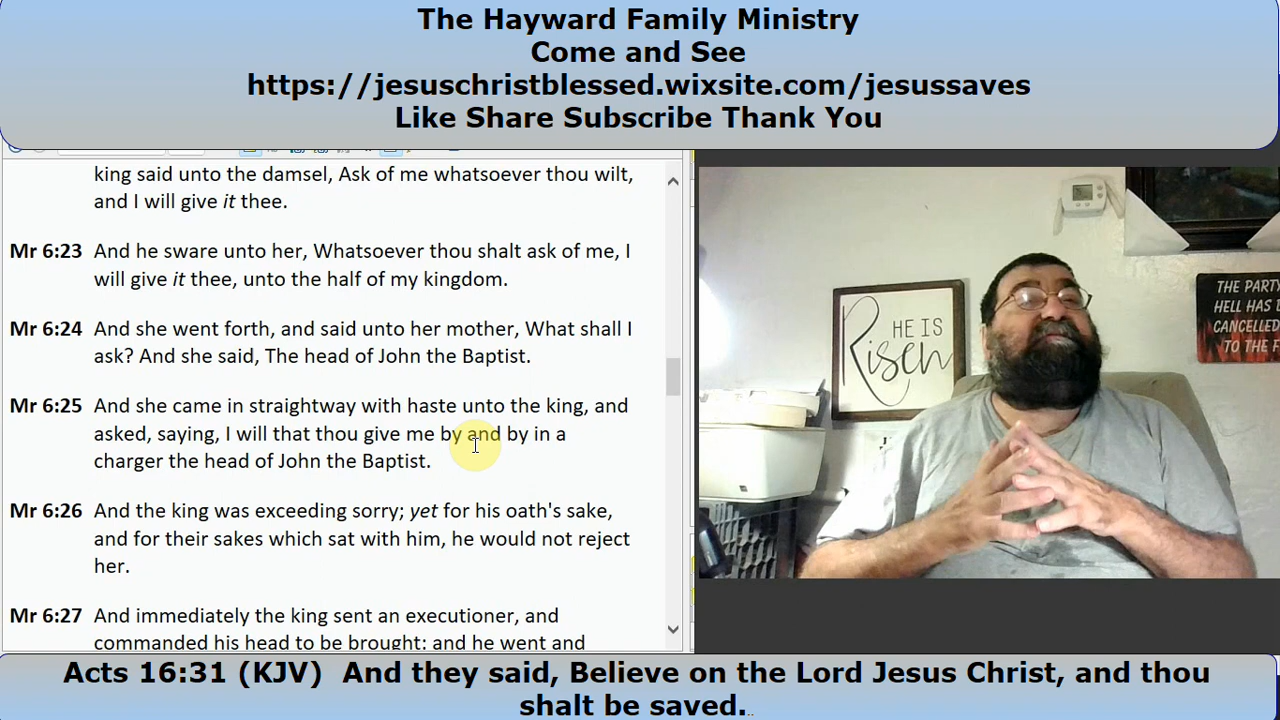 The Hayward Family Ministry
Come and See
https://jesuschristblessed.wixsite.com/jesussaves
Like Share Subscribe Thank You
king said unto the damsel, Ask of me whatsoever thou wilt,
and I will give it thee.
Mr 6:23 And he sware unto her, Whatsoever thou shalt ask of me, I
will give it thee, unto the half of my kingdom.
Mr 6:24 And she went forth, and said unto her mother, What shall I
ask? And she said, The head of John the Baptist.
Mr 6:25 And she came in straightway with haste unto the king, and
asked, saying, I will that thou give me by and by in a
charger the head of John the Baptist.
Mr 6:26 And the king was exceeding sorry; yet for his oath's sake,
and for their sakes which sat with him, he would not reject
her.
Mr 6:27 And immediately the king sent an executioner, and
commanded his head to be brought: and he went and
HE IS
Risen
THE PARTY
HELL HAS
CANCELLED
TO THE
Acts 16:31 (KJV) And they said, Believe on the Lord Jesus Christ, and thou
shalt be saved...